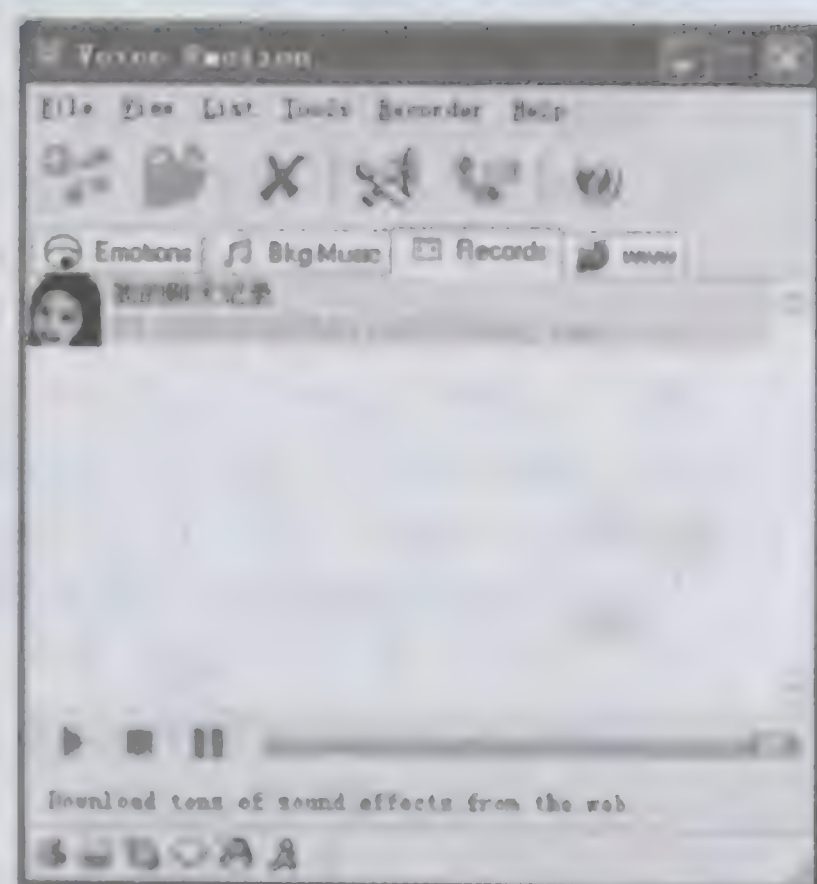 Voice Emotion
File View List Tools Recorder Help
Emotions Bkg Music Records www
Download tons of sound effects from the web